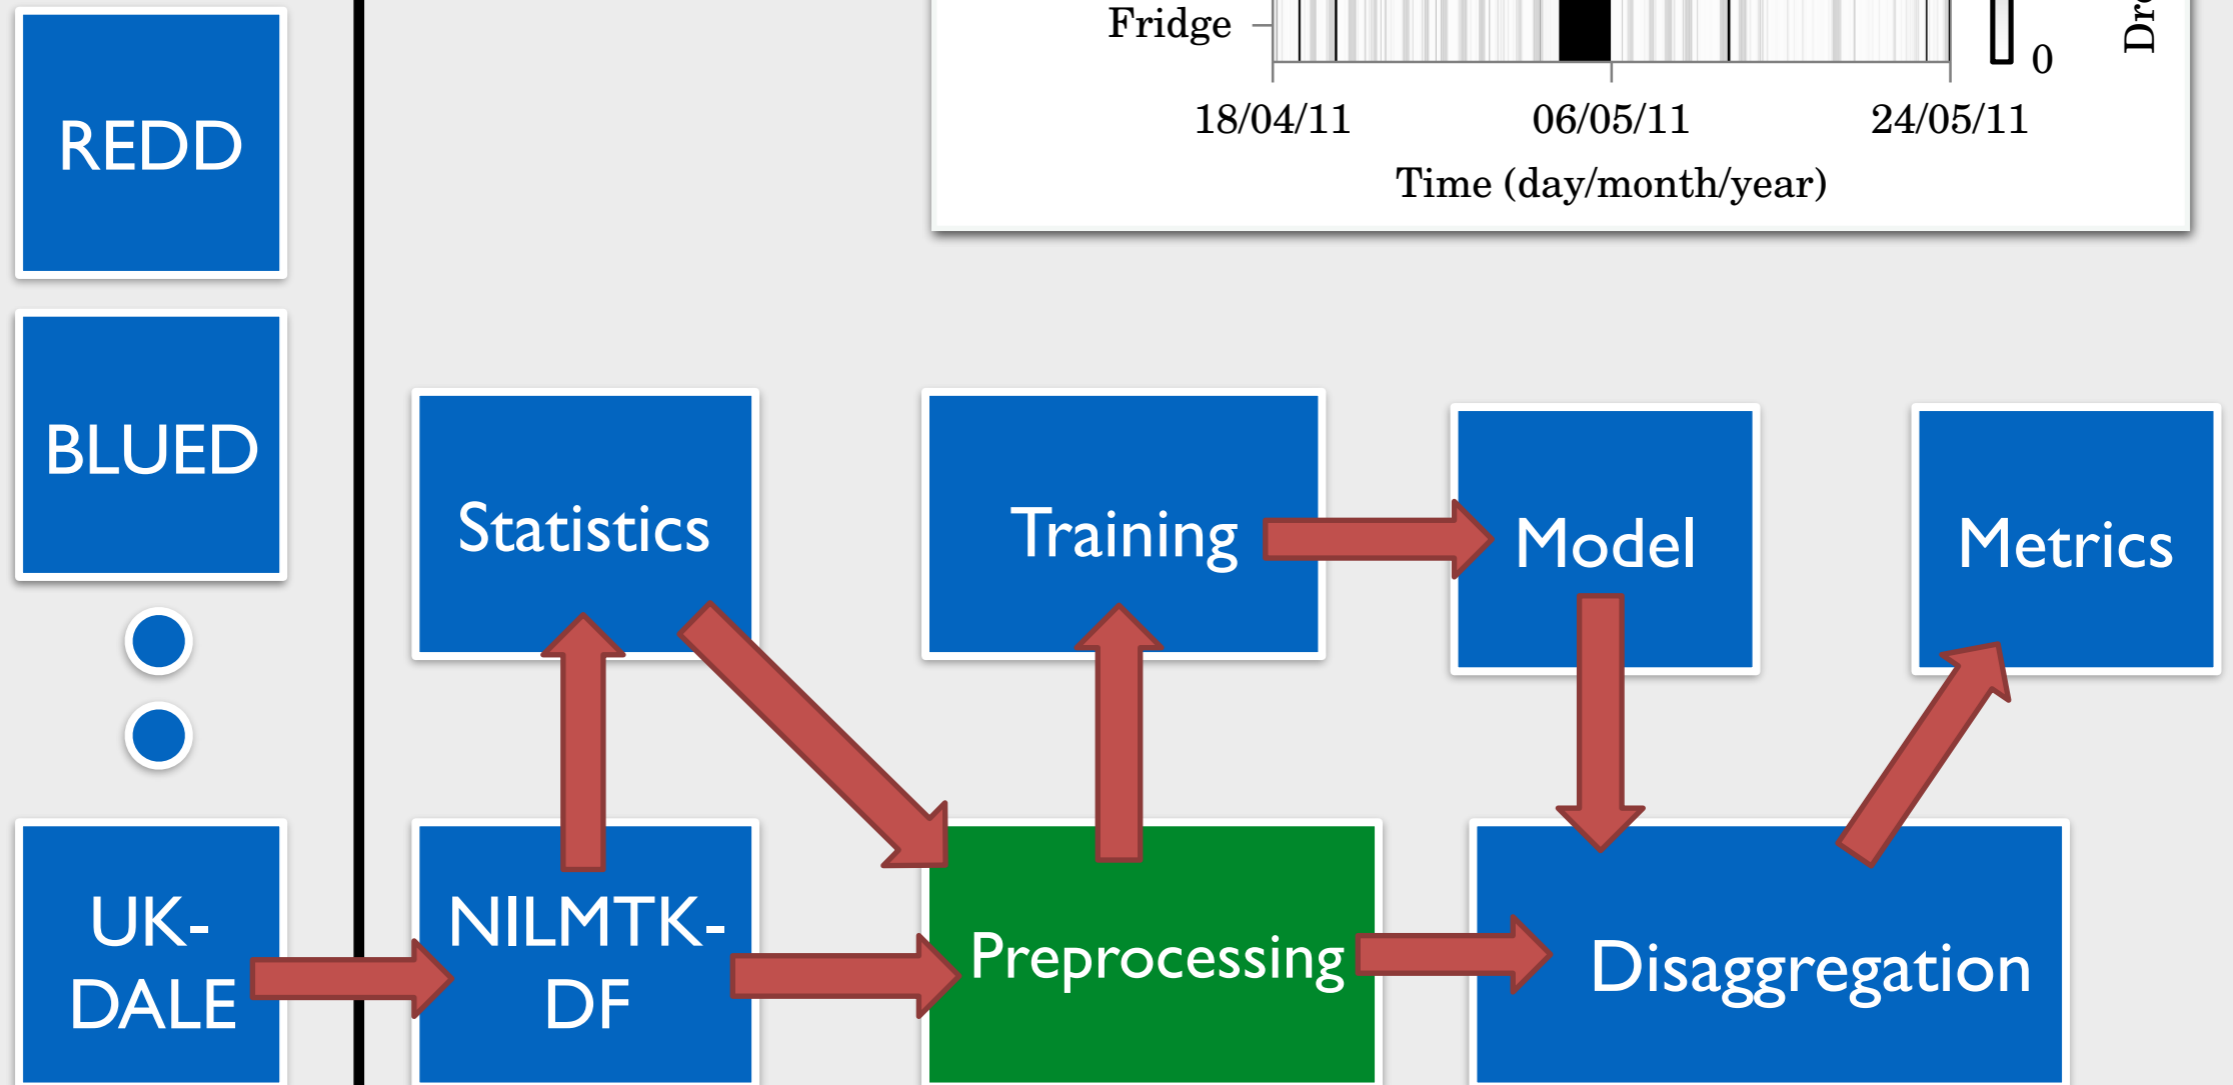 Fridge
0
18/04/11
06/05/11
24/05/11
Time (day/month/year)
REDD
BLUED
Statistics
Training
Model
Metrics
UK-
DALE
NILMTK-
DF
Preprocessing
Disaggregation